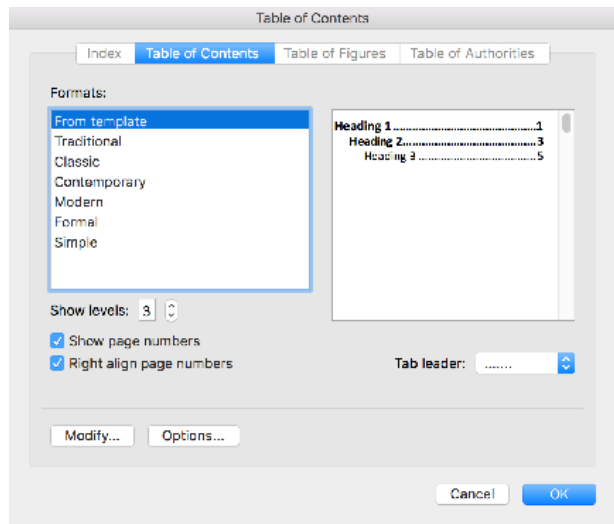 Table of Contents
Index Table of Contents Table of Figures Table of Authorities
Formats:
From template
Traditional
Classic
Contemporary
Modern
Formal
Simple
Heading 1.......................................................1
Heading 2...................................................3
Heading 3..............................................5
Show levels: 3
Show page numbers
Right align page numbers
Tab leader: .......
Modify... Options...
Cancel OK